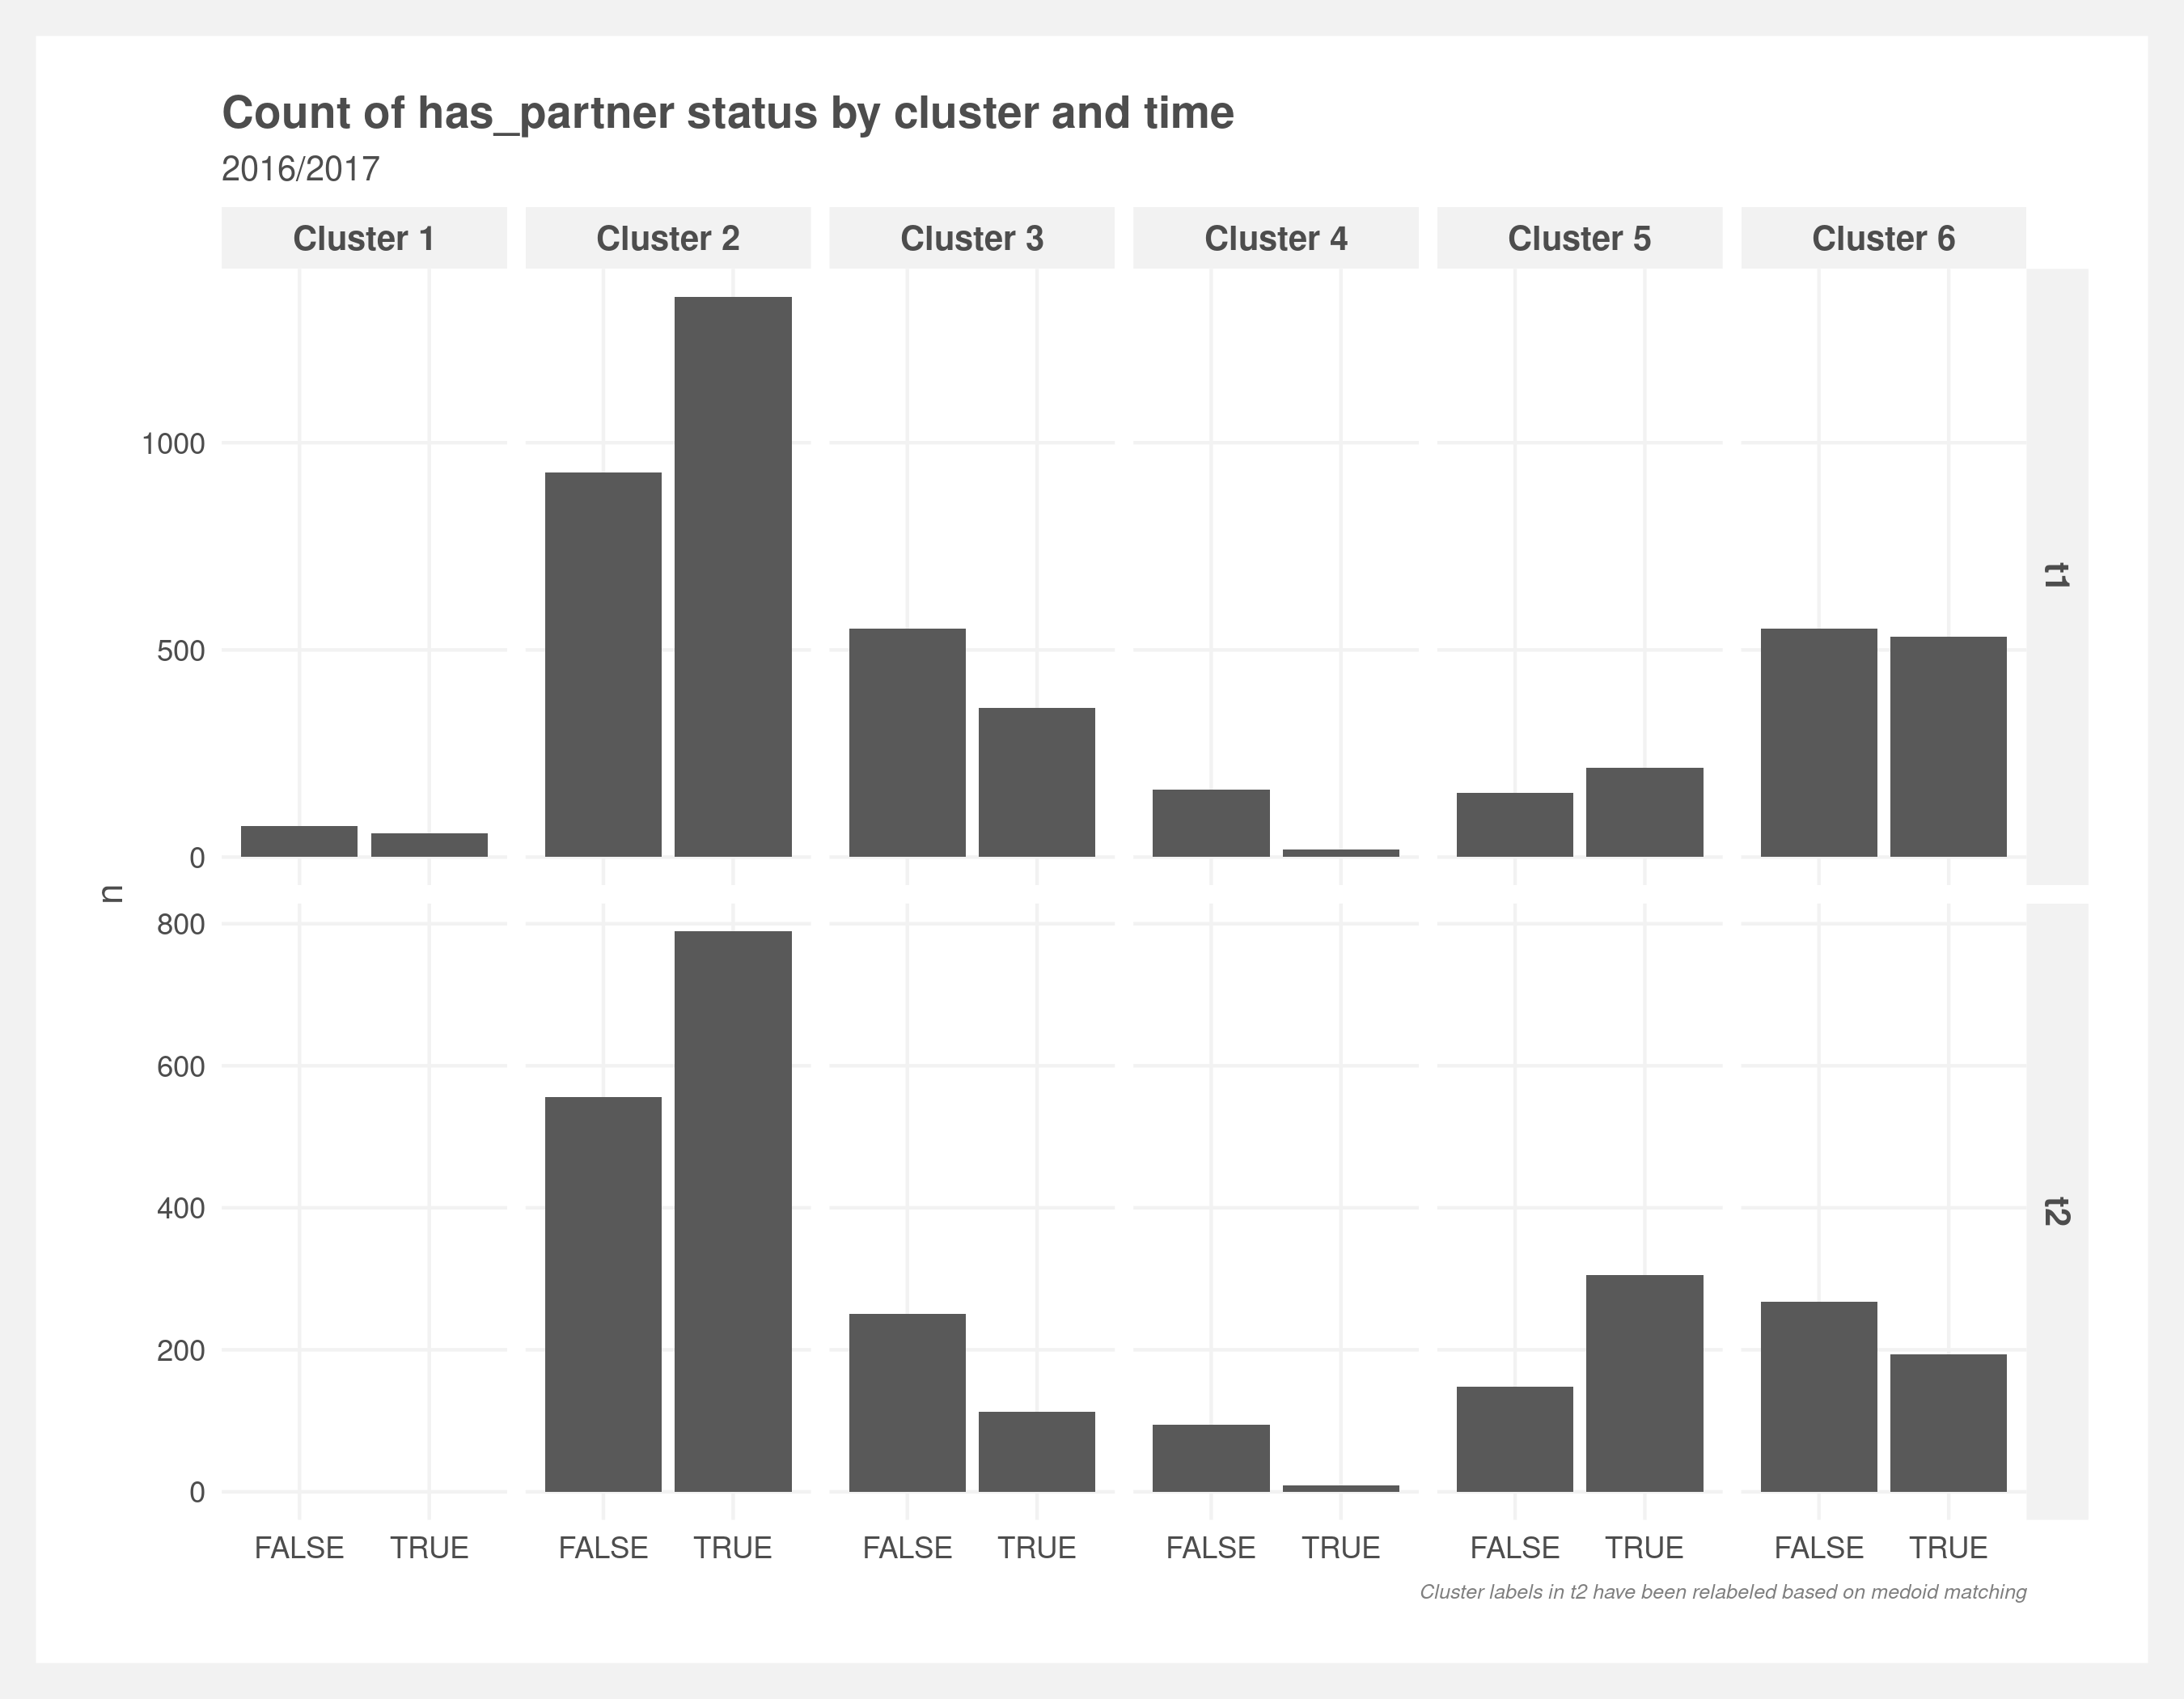 Count of has_partner status by cluster and time
2016/2017
Cluster 1 Cluster 2 Cluster 3 Cluster 4 Cluster 5 Cluster 6
1000
500
0
t1
n
800
600
400
200
0
t2
FALSE TRUE FALSE TRUE FALSE TRUE FALSE TRUE FALSE TRUE FALSE TRUE
Cluster labels in t2 have been relabeled based on medoid matching